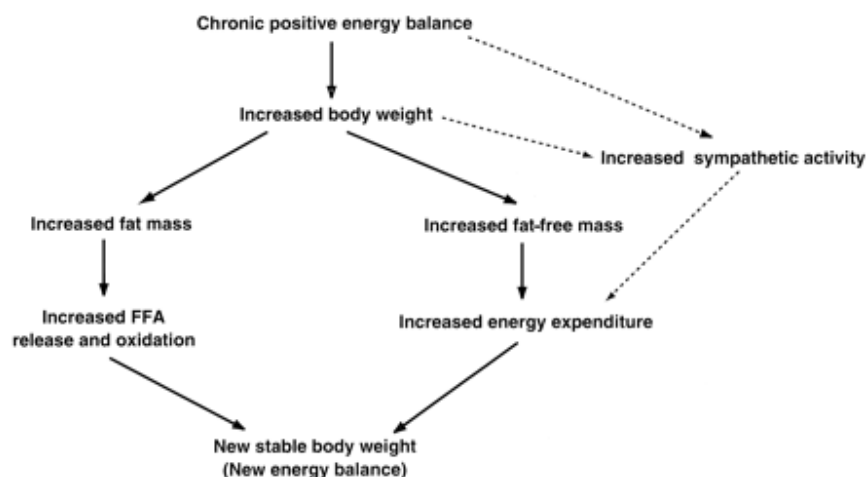 Chronic positive energy balance
Increased body weight
Increased sympathetic activity
Increased fat mass
Increased fat-free mass
Increased FFA
release and oxidation
Increased energy expenditure
New stable body weight
(New energy balance)